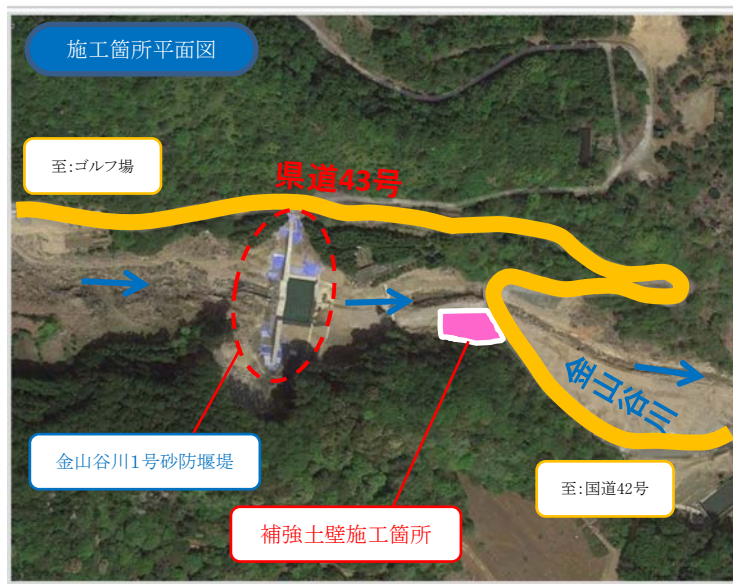 施工箇所平面図
至:ゴルフ場
県道43号
金山谷川
金山谷川1号砂防堰堤
至:国道42号
補強土壁施工箇所